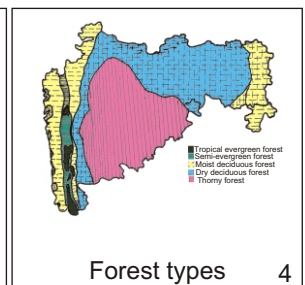 Tropical evergreen forest
Semi-evergreen forest
Moist deciduous forest
Dry deciduous forest
Thorny forest
Forest types 4